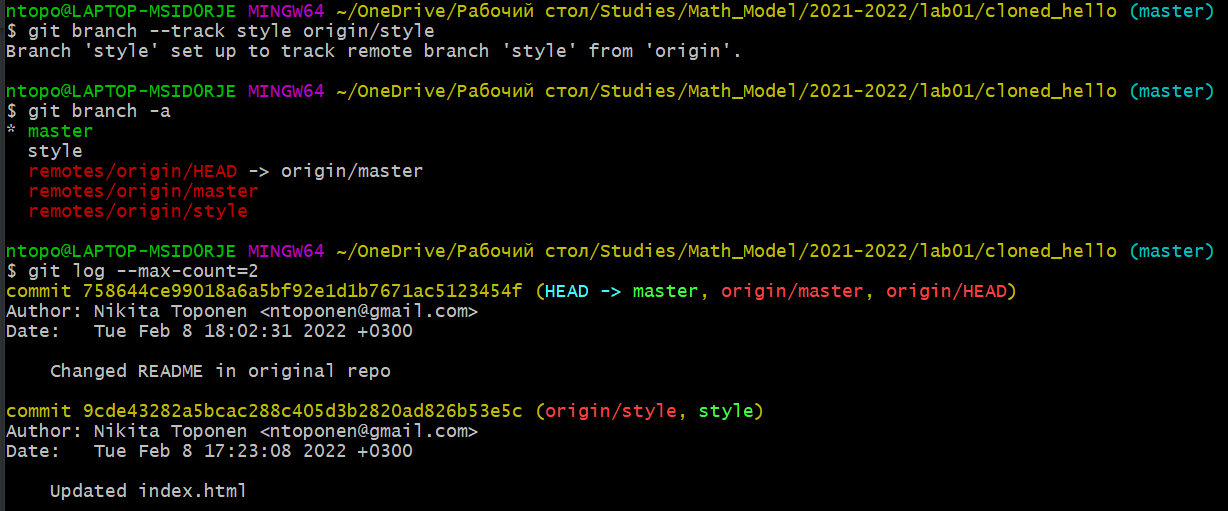 ntopo@LAPTOP-MSID0RJE MINGW64 ~/OneDrive/Рабочий стол/Studies/Math_Model/2021-2022/lab01/cloned_hello (master)
$ git branch --track style origin/style
Branch 'style' set up to track remote branch 'style' from 'origin'.
ntopo@LAPTOP-MSID0RJE MINGW64 ~/OneDrive/Рабочий стол/Studies/Math_Model/2021-2022/lab01/cloned_hello (master)
$ git branch -a
* master
style
remotes/origin/HEAD -> origin/master
remotes/origin/master
remotes/origin/style
ntopo@LAPTOP-MSID0RJE MINGW64 ~/OneDrive/Рабочий стол/Studies/Math_Model/2021-2022/lab01/cloned_hello (master)
$ git log --max-count=2
commit 758644ce99018a6a5bf92e1d1b7671ac5123454f (HEAD -> master, origin/master, origin/HEAD)
Author: Nikita Toponen <ntoponen@gmail.com>
Date:   Tue Feb 8 18:02:31 2022 +0300
Changed README in original repo
commit 9cde43282a5bcac288c405d3b2820ad826b53e5c (origin/style, style)
Author: Nikita Toponen <ntoponen@gmail.com>
Date:   Tue Feb 8 17:23:08 2022 +0300
Updated index.html